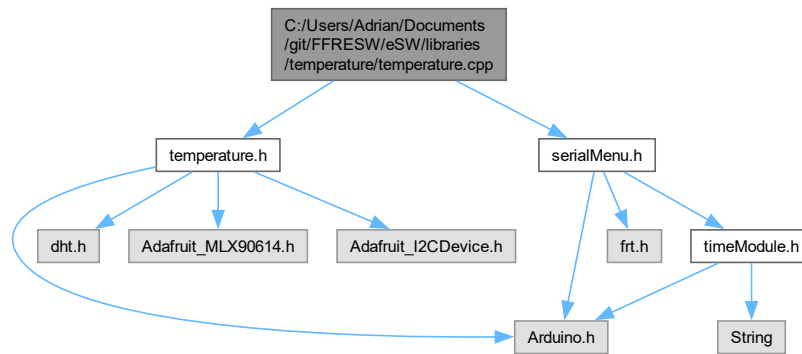 C:/Users/Adrian/Documents
/git/FFRESW/eSW/libraries
/temperature/temperature.cpp
temperature.h
serialMenu.h
dht.h
Adafruit_MLX90614.h
Adafruit_I2CDevice.h
frt.h
timeModule.h
Arduino.h
String